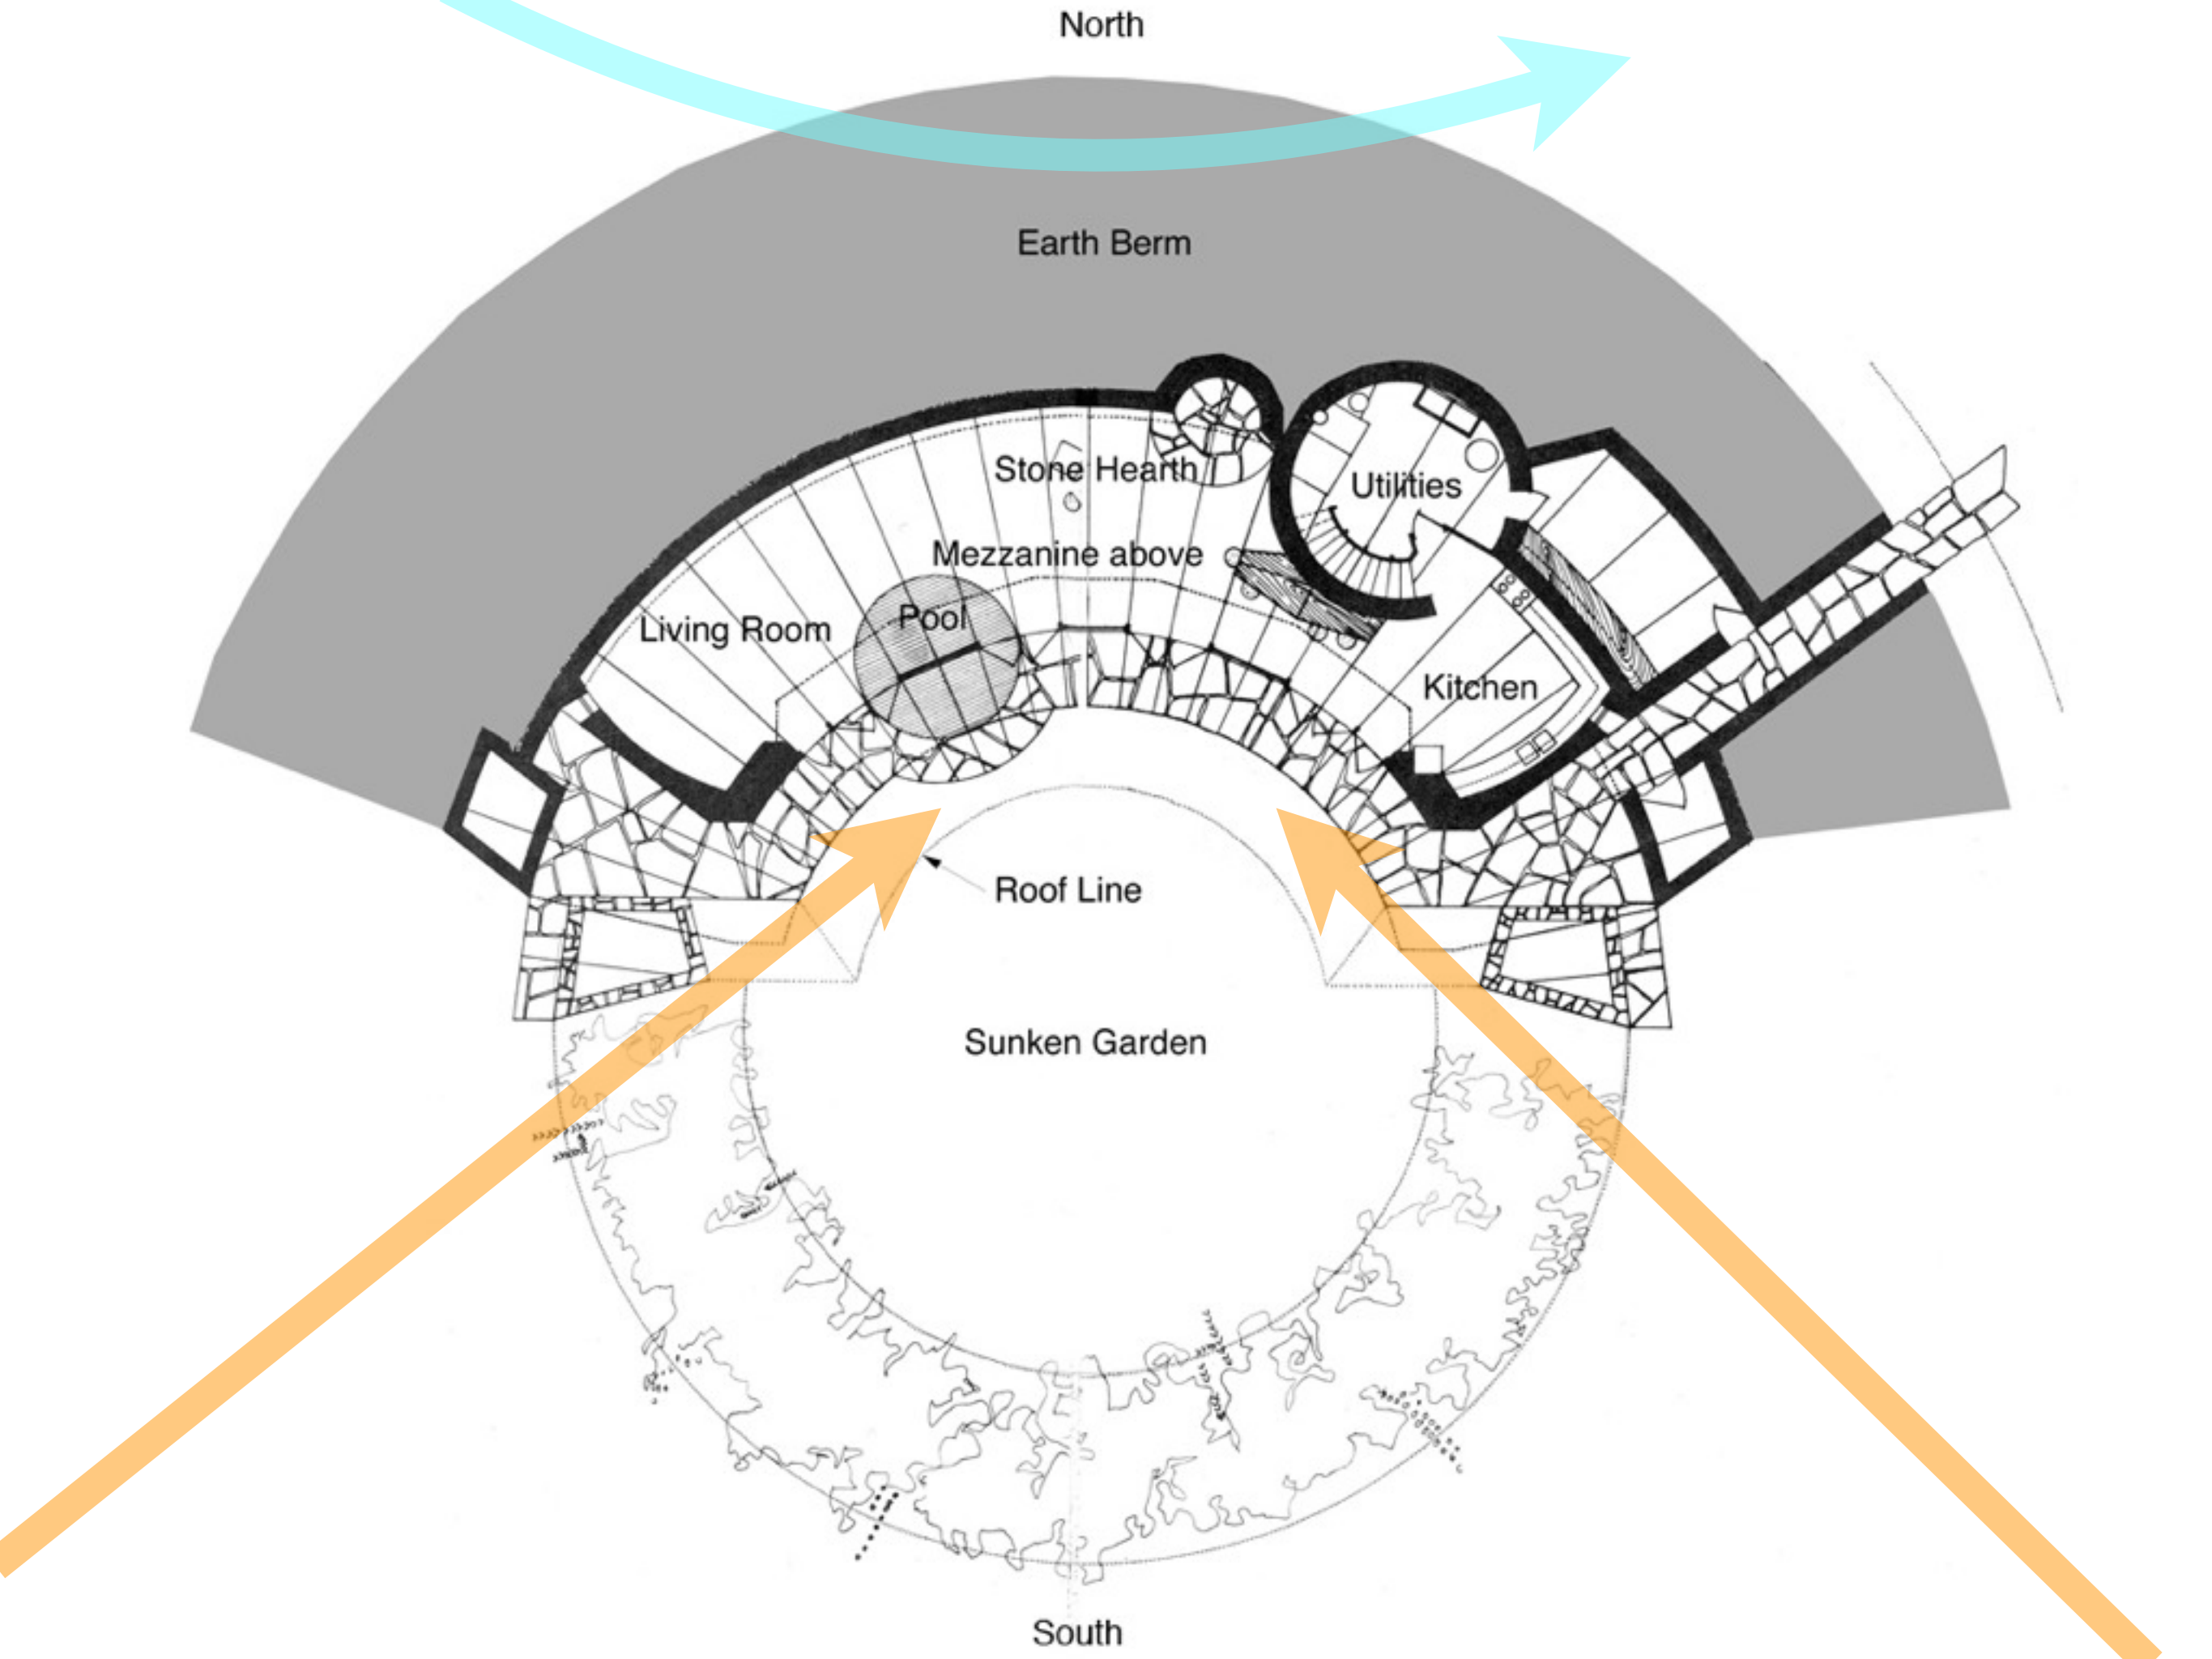 North
Earth Berm
Stone Hearth
Utilities
Mezzanine above
Pool
Living Room
Kitchen
Roof Line
Sunken Garden
South